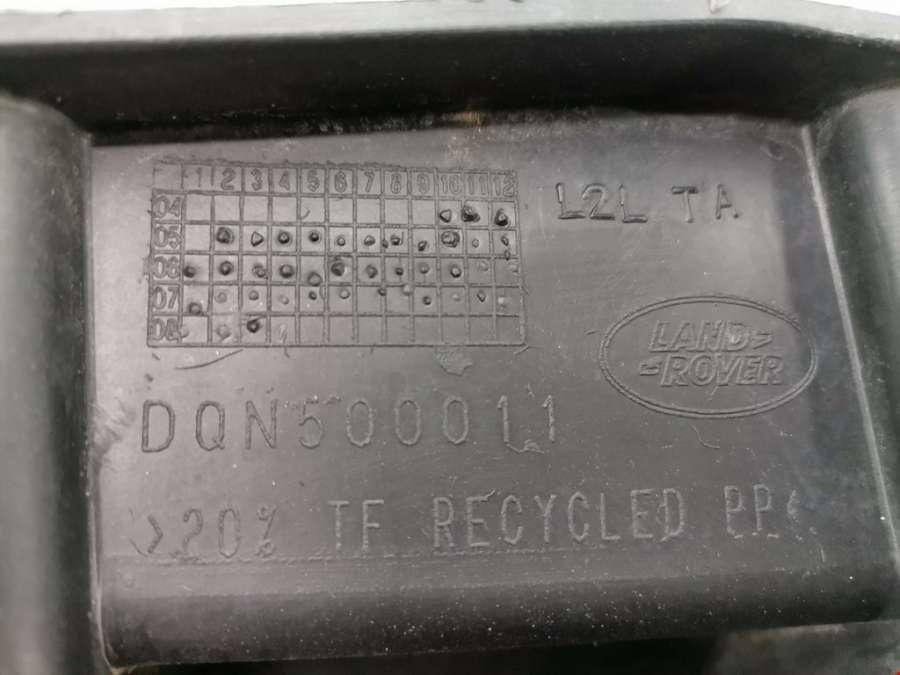 1 2 3 4 5 6 7 8 9 10 11 12
04
05
06
07
08
L2L TA
LAND
ROVER
DQN500011
>20% TF RECYCLED PP<